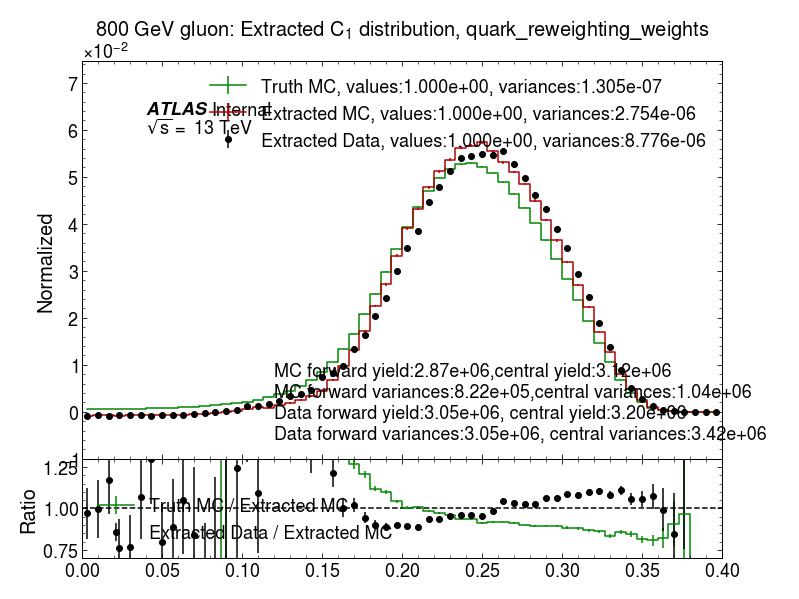 800 GeV gluon: Extracted C₁ distribution, quark_reweighting_weights
×10⁻²
Truth MC, values:1.000e+00, variances:1.305e-07
ATLAS Internal
Extracted MC, values:1.000e+00, variances:2.754e-06
√s = 13 TeV
Extracted Data, values:1.000e+00, variances:8.776e-06
7
6
5
4
3
2
1
0
Normalized
MC forward yield:2.87e+06,central yield:3.12e+06
MC forward variances:8.22e+05,central variances:1.04e+06
Data forward yield:3.05e+06, central yield:3.20e+06
Data forward variances:3.05e+06, central variances:3.42e+06
1.25
1.00
0.75
Ratio
Truth MC / Extracted MC
Extracted Data / Extracted MC
0.00 0.05 0.10 0.15 0.20 0.25 0.30 0.35 0.40